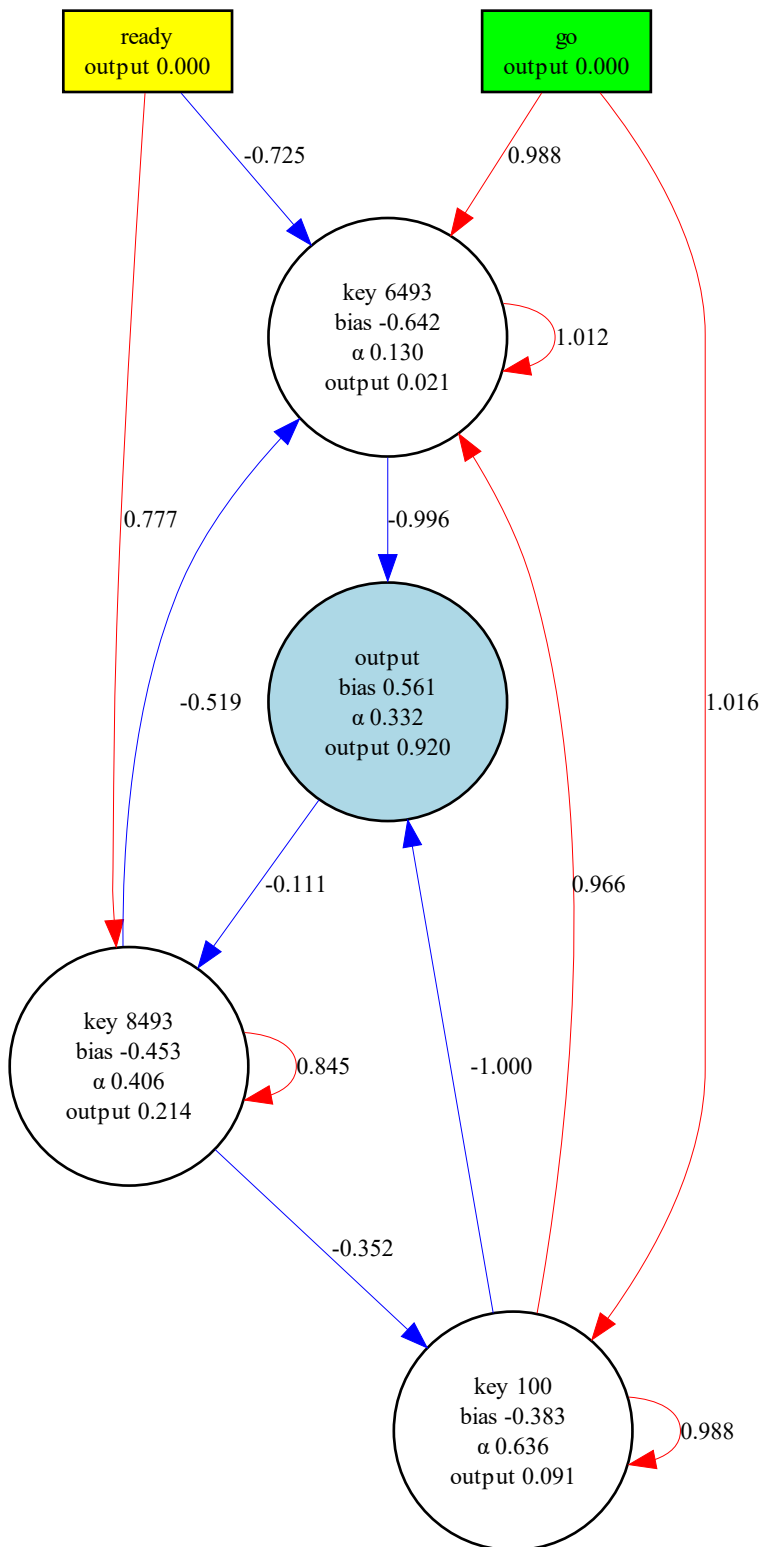 ready
output 0.000
go
output 0.000
-0.725
0.988
key 6493
bias -0.642
α 0.130
output 0.021
1.012
0.777
-0.996
-0.519
output
bias 0.561
α 0.332
output 0.920
1.016
-0.111
0.966
key 8493
bias -0.453
α 0.406
output 0.214
0.845
-1.000
-0.352
key 100
bias -0.383
α 0.636
output 0.091
0.988